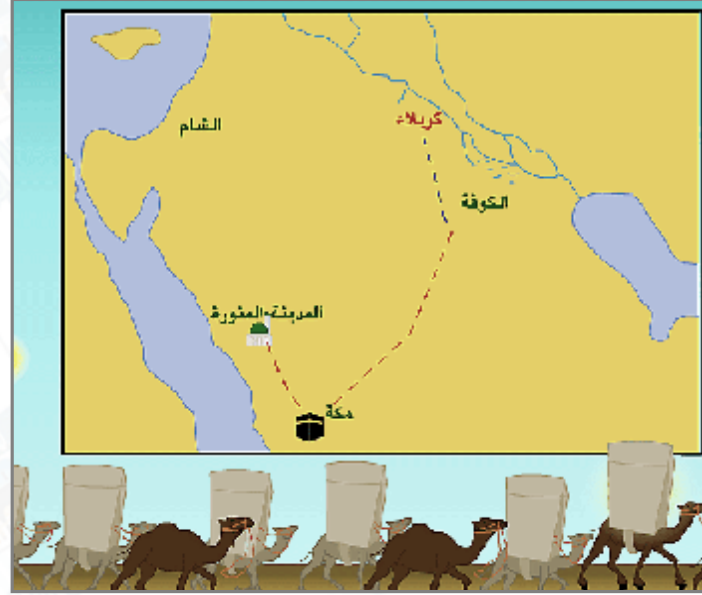 الشام
كربلاء
الكوفة
المدينة المنورة
مكة